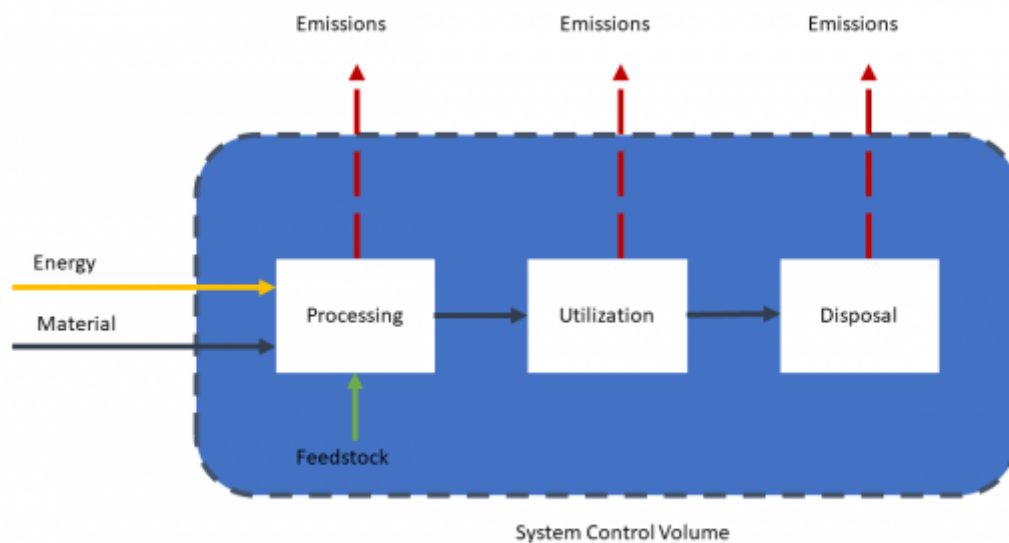 Emissions
Emissions
Emissions
Energy
Material
Processing
Utilization
Disposal
Feedstock
System Control Volume